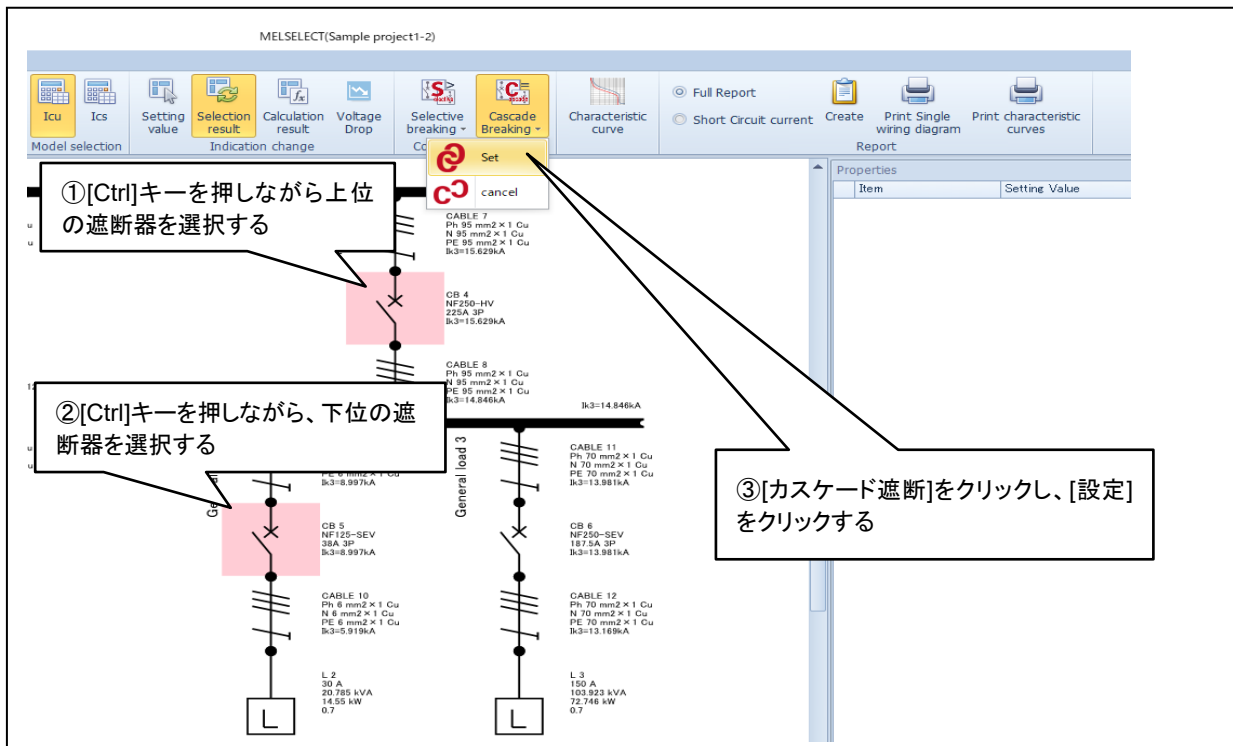 MELSELECT(Sample project1-2)
Icu
Ics
Model selection
Setting
value
Selection
result
Calculation
result
Voltage
Drop
Indication change
Selective
breaking
Cascade
Breaking
Set
cancel
Characteristic
curve
Full Report
Short Circuit current
Create
Print Single
wiring diagram
Print characteristic
curves
Report
Properties
Item
Setting Value
①[Ctrl]キーを押しながら上位
の遮断器を選択する
CABLE 7
Ph 95 mm2×1 Cu
N 95 mm2×1 Cu
PE 95 mm2×1 Cu
Ik3=15.629kA
CB 4
NF250-HV
225A 3P
Ik3=15.629kA
CABLE 8
Ph 95 mm2×1 Cu
N 95 mm2×1 Cu
PE 95 mm2×1 Cu
Ik3=14.846kA
Ik3=14.846kA
②[Ctrl]キーを押しながら、下位の遮
断器を選択する
PE 6 mm2×1 Cu
Ik3=8.997kA
General load 3
CABLE 11
Ph 70 mm2×1 Cu
N 70 mm2×1 Cu
PE 70 mm2×1 Cu
Ik3=13.981kA
③[カスケード遮断]をクリックし、[設定]
をクリックする
CB 5
NF125-SEV
38A 3P
Ik3=8.997kA
CB 6
NF250-SEV
187.5A 3P
Ik3=13.981kA
CABLE 10
Ph 6 mm2×1 Cu
N 6 mm2×1 Cu
PE 6 mm2×1 Cu
Ik3=5.919kA
CABLE 12
Ph 70 mm2×1 Cu
N 70 mm2×1 Cu
PE 70 mm2×1 Cu
Ik3=13.169kA
L 2
30 A
20.785 kVA
14.55 kW
0.7
L
L 3
150 A
103.923 kVA
72.746 kW
0.7
L